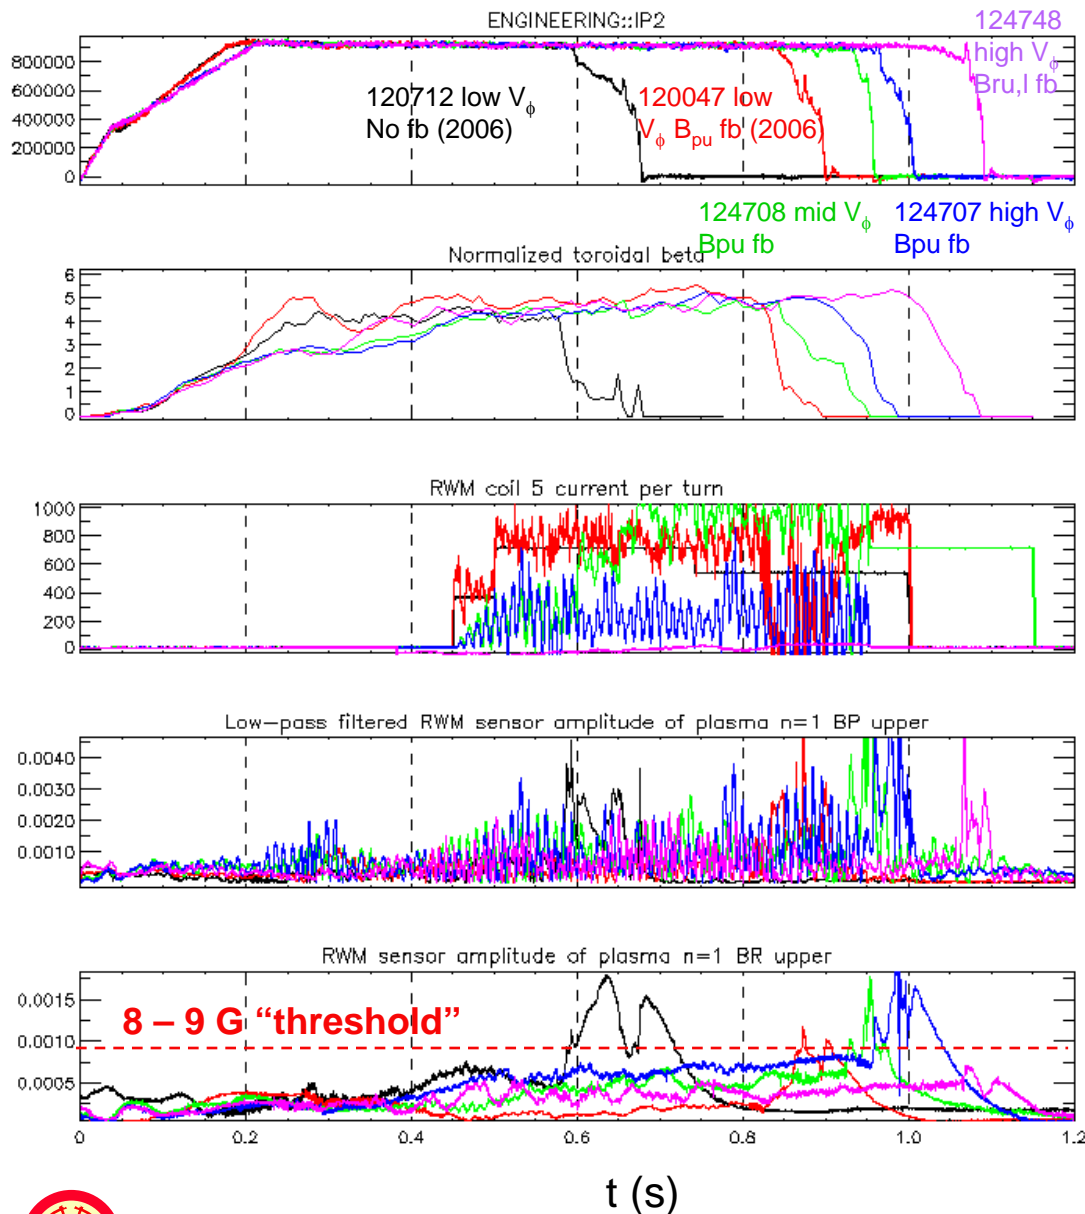 ENGINEERING::IP2
124748
high Vϕ
Bru,l fb
800000
600000
400000
200000
0
120712 low Vϕ
No fb (2006)
120047 low
Vϕ Bpu fb (2006)
124708 mid Vϕ
Bpu fb
124707 high Vϕ
Bpu fb
Normalized toroidal beta
6
5
4
3
2
1
0
RWM coil 5 current per turn
1000
800
600
400
200
0
Low-pass filtered RWM sensor amplitude of plasma n=1 BP upper
0.0040
0.0030
0.0020
0.0010
RWM sensor amplitude of plasma n=1 BR upper
0.0015
0.0010
0.0005
8 – 9 G “threshold”
0 0.2 0.4 0.6 0.8 1.0 1.2
t (s)